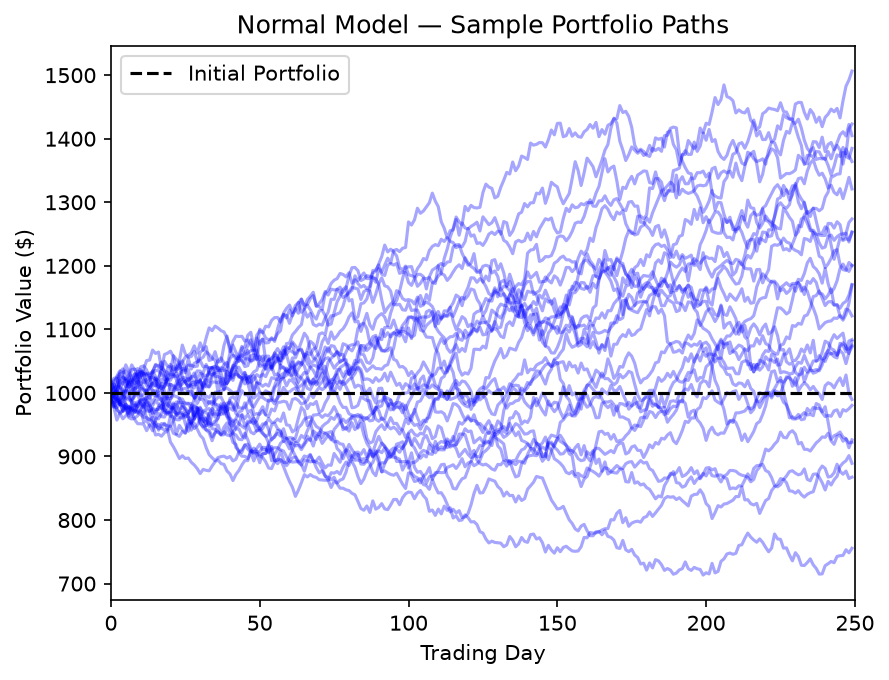 Normal Model — Sample Portfolio Paths
Initial Portfolio
Portfolio Value ($)
1500
1400
1300
1200
1100
1000
900
800
700
0 50 100 150 200 250
Trading Day